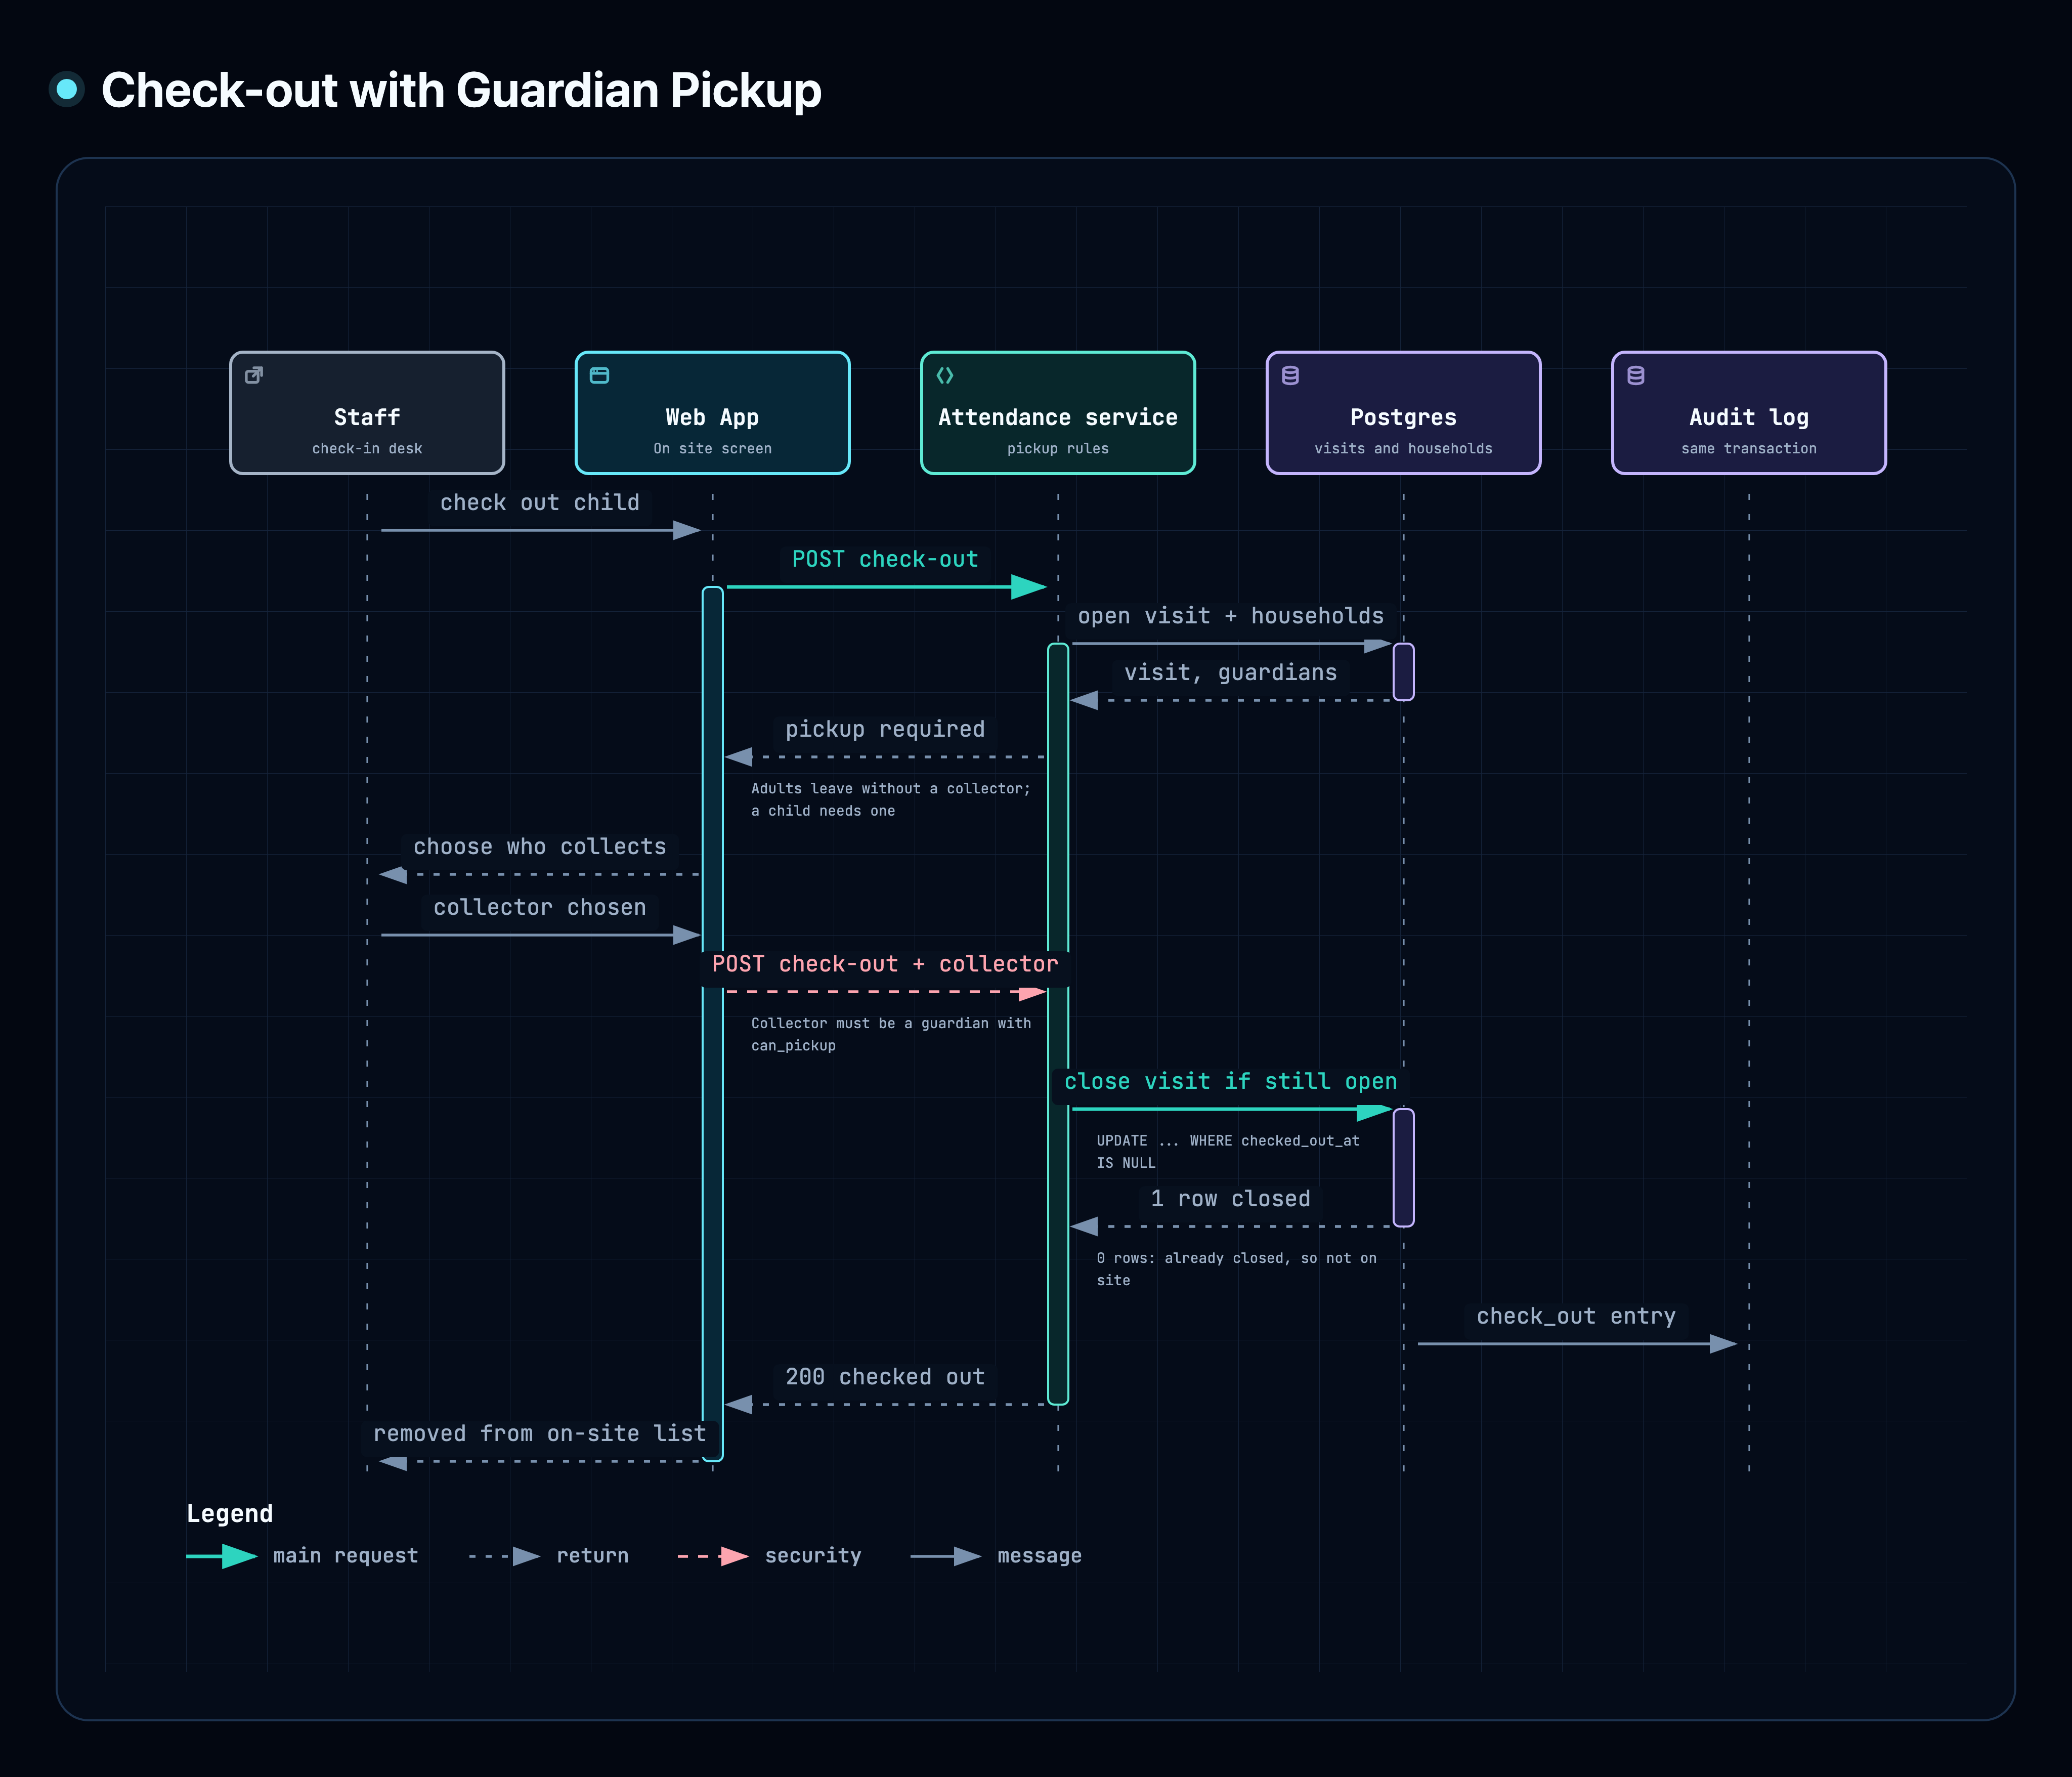 Check-out with Guardian Pickup
Staff
check-in desk
Web App
On site screen
Attendance service
pickup rules
Postgres
visits and households
Audit log
same transaction
check out child
POST check-out
open visit + households
visit, guardians
pickup required
Adults leave without a collector;
a child needs one
choose who collects
collector chosen
POST check-out + collector
Collector must be a guardian with
can_pickup
close visit if still open
UPDATE ... WHERE checked_out_at
IS NULL
1 row closed
0 rows: already closed, so not on
site
check_out entry
200 checked out
removed from on-site list
Legend
main request
return
security
message